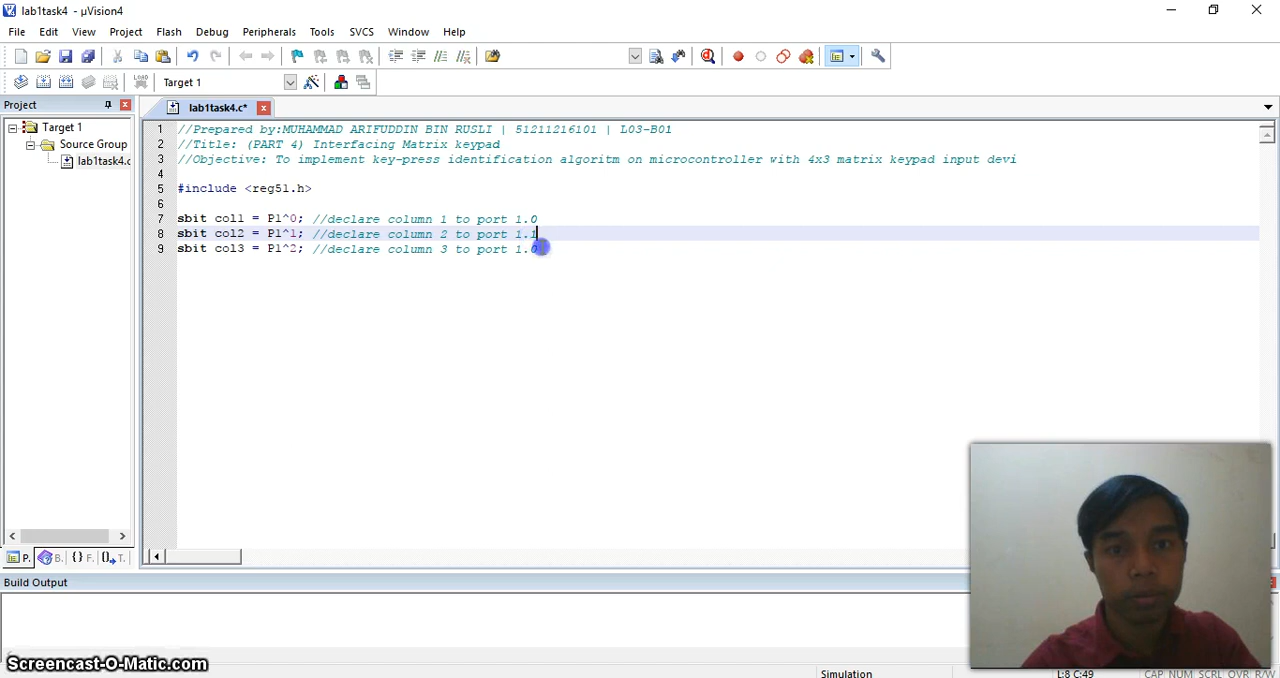 lab1task4 - µVision4
File Edit View Project Flash Debug Peripherals Tools SVCS Window Help
LOAD Target 1
Project
lab1task4.c*
Target 1
Source Group
lab1task4.c
1 //Prepared by:MUHAMMAD ARIFUDDIN BIN RUSLI | 51211216101 | L03-B01
2 //Title: (PART 4) Interfacing Matrix keypad
3 //Objective: To implement key-press identification algoritm on microcontroller with 4x3 matrix keypad input devi
4
5 #include <reg51.h>
6
7 sbit col1 = P1^0; //declare column 1 to port 1.0
8 sbit col2 = P1^1; //declare column 2 to port 1.1
9 sbit col3 = P1^2; //declare column 3 to port 1.0
P. B. {} F. T.
Build Output
Screencast-O-Matic.com
Simulation L:8 C:49 CAP NUM SCRL OVR R/W